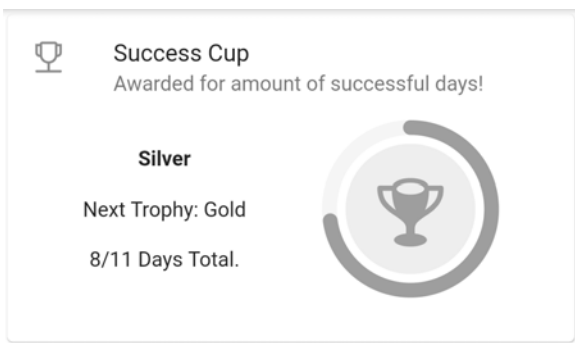 Success Cup
Awarded for amount of successful days!
Silver
Next Trophy: Gold
8/11 Days Total.